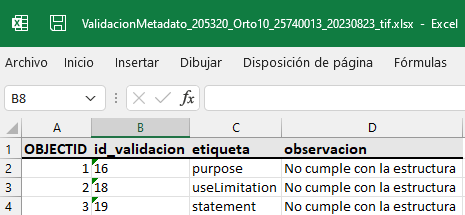 ValidacionMetadato_205320_Orto10_25740013_20230823_tif.xlsx - Excel
Archivo Inicio Insertar Dibujar Disposición de página Fórmulas
B8 fx
A B C D
1 OBJECTID id_validacion etiqueta observacion
2 1 16 purpose No cumple con la estructura
3 2 18 useLimitation No cumple con la estructura
4 3 19 statement No cumple con la estructura